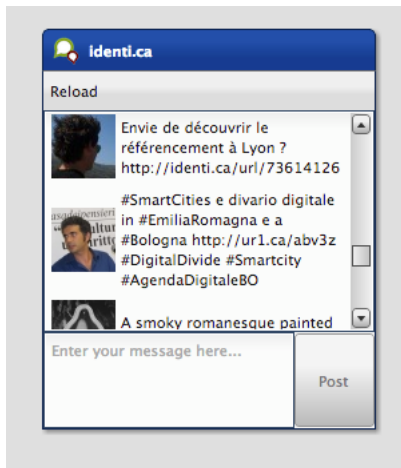 identi.ca
Reload
Envie de découvrir le
référencement à Lyon ?
http://identi.ca/url/73614126
#SmartCities e divario digitale
in #EmiliaRomagna e a
#Bologna http://ur1.ca/abv3z
#DigitalDivide #Smartcity
#AgendaDigitaleBO
A smoky romanesque painted
Enter your message here...
Post